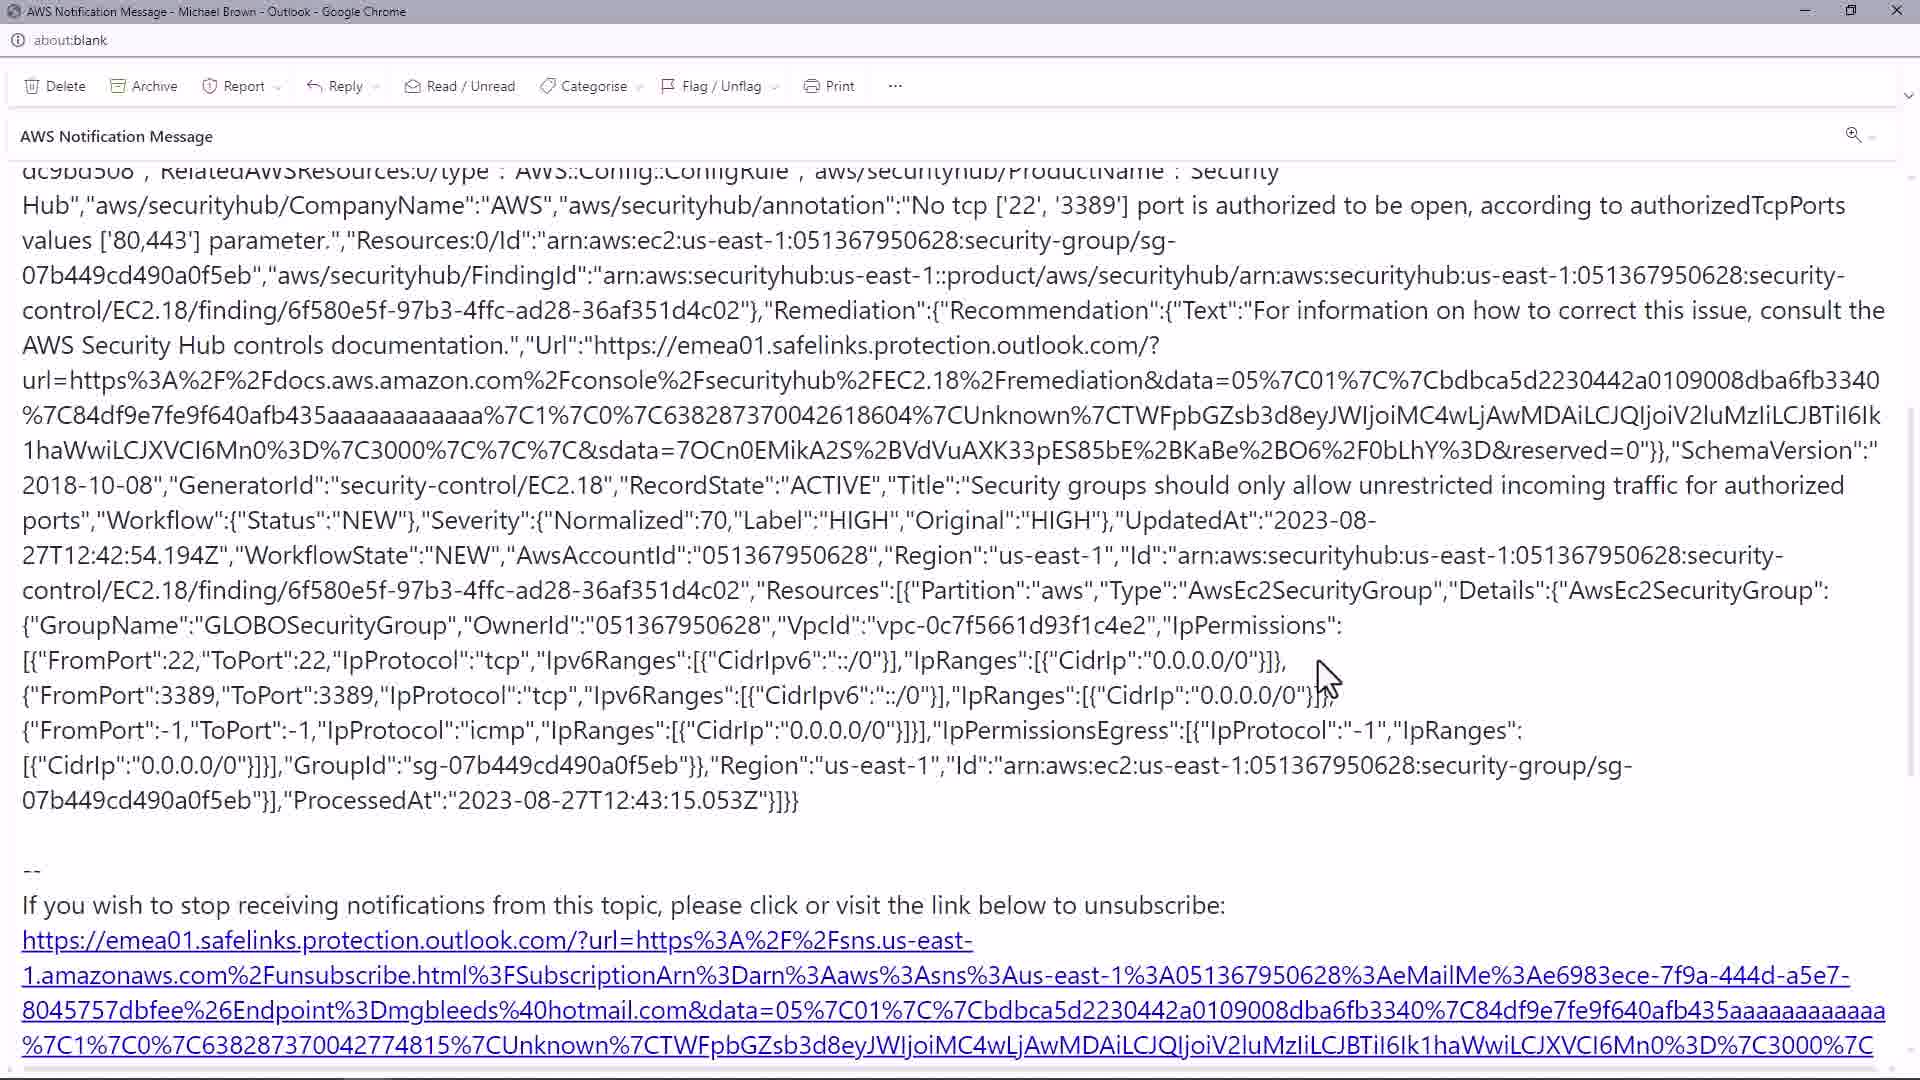 AWS Notification Message - Michael Brown - Outlook - Google Chrome
about:blank
Delete Archive Report Reply Read / Unread Categorise Flag / Unflag Print ...
AWS Notification Message
dc9bd508","RelatedAWSResources:0/type":"AWS::Config::ConfigRule","aws/securityhub/ProductName":"Security
Hub","aws/securityhub/CompanyName":"AWS","aws/securityhub/annotation":"No tcp ['22', '3389'] port is authorized to be open, according to authorizedTcpPorts
values ['80,443'] parameter.","Resources:0/Id":"arn:aws:ec2:us-east-1:051367950628:security-group/sg-
07b449cd490a0f5eb","aws/securityhub/FindingId":"arn:aws:securityhub:us-east-1::product/aws/securityhub/arn:aws:securityhub:us-east-1:051367950628:security-
control/EC2.18/finding/6f580e5f-97b3-4ffc-ad28-36af351d4c02"},"Remediation":{"Recommendation":{"Text":"For information on how to correct this issue, consult the
AWS Security Hub controls documentation.","Url":"https://emea01.safelinks.protection.outlook.com/?
url=https%3A%2F%2Fdocs.aws.amazon.com%2Fconsole%2Fsecurityhub%2FEC2.18%2Fremediation&data=05%7C01%7C%7Cbdbca5d2230442a0109008dba6fb3340
%7C84df9e7fe9f640afb435aaaaaaaaaaaa%7C1%7C0%7C638287370042618604%7CUnknown%7CTWFpbGZsb3d8eyJWIjoiMC4wLjAwMDAiLCJQIjoiV2luMzIiLCJBTiI6Ik
1haWwiLCJXVCI6Mn0%3D%7C3000%7C%7C%7C&sdata=7OCn0EMikA2S%2BVdVuAXK33pES85bE%2BKaBe%2BO6%2F0bLhY%3D&reserved=0"}},"SchemaVersion":"
2018-10-08","GeneratorId":"security-control/EC2.18","RecordState":"ACTIVE","Title":"Security groups should only allow unrestricted incoming traffic for authorized
ports","Workflow":{"Status":"NEW"},"Severity":{"Normalized":70,"Label":"HIGH","Original":"HIGH"},"UpdatedAt":"2023-08-
27T12:42:54.194Z","WorkflowState":"NEW","AwsAccountId":"051367950628","Region":"us-east-1","Id":"arn:aws:securityhub:us-east-1:051367950628:security-
control/EC2.18/finding/6f580e5f-97b3-4ffc-ad28-36af351d4c02","Resources":[{"Partition":"aws","Type":"AwsEc2SecurityGroup","Details":{"AwsEc2SecurityGroup":
{"GroupName":"GLOBOSecurityGroup","OwnerId":"051367950628","VpcId":"vpc-0c7f5661d93f1c4e2","IpPermissions":
[{"FromPort":22,"ToPort":22,"IpProtocol":"tcp","Ipv6Ranges":[{"CidrIpv6":"::/0"}],"IpRanges":[{"CidrIp":"0.0.0.0/0"}]},
{"FromPort":3389,"ToPort":3389,"IpProtocol":"tcp","Ipv6Ranges":[{"CidrIpv6":"::/0"}],"IpRanges":[{"CidrIp":"0.0.0.0/0"}]},
{"FromPort":-1,"ToPort":-1,"IpProtocol":"icmp","IpRanges":[{"CidrIp":"0.0.0.0/0"}]}],"IpPermissionsEgress":[{"IpProtocol":"-1","IpRanges":
[{"CidrIp":"0.0.0.0/0"}]}],"GroupId":"sg-07b449cd490a0f5eb"}},"Region":"us-east-1","Id":"arn:aws:ec2:us-east-1:051367950628:security-group/sg-
07b449cd490a0f5eb"}],"ProcessedAt":"2023-08-27T12:43:15.053Z"}]}}
--
If you wish to stop receiving notifications from this topic, please click or visit the link below to unsubscribe:
https://emea01.safelinks.protection.outlook.com/?url=https%3A%2F%2Fsns.us-east-
1.amazonaws.com%2Funsubscribe.html%3FSubscriptionArn%3Darn%3Aaws%3Asns%3Aus-east-1%3A051367950628%3AeMailMe%3Ae6983ece-7f9a-444d-a5e7-
8045757dbfee%26Endpoint%3Dmgbleeds%40hotmail.com&data=05%7C01%7C%7Cbdbca5d2230442a0109008dba6fb3340%7C84df9e7fe9f640afb435aaaaaaaaaaaa
%7C1%7C0%7C638287370042774815%7CUnknown%7CTWFpbGZsb3d8eyJWIjoiMC4wLjAwMDAiLCJQIjoiV2luMzIiLCJBTiI6Ik1haWwiLCJXVCI6Mn0%3D%7C3000%7C